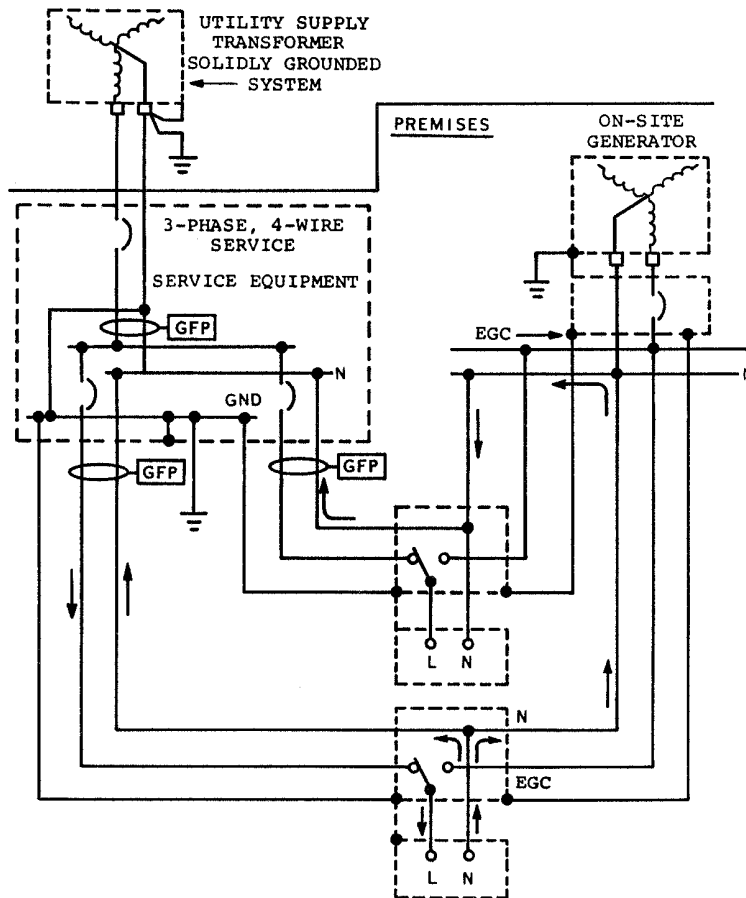 UTILITY SUPPLY
TRANSFORMER
SOLIDLY GROUNDED
SYSTEM
PREMISES
ON-SITE
GENERATOR
3-PHASE, 4-WIRE
SERVICE
SERVICE EQUIPMENT
GFP
EGC
N
GND
GFP
GFP
L N
N
EGC
L N